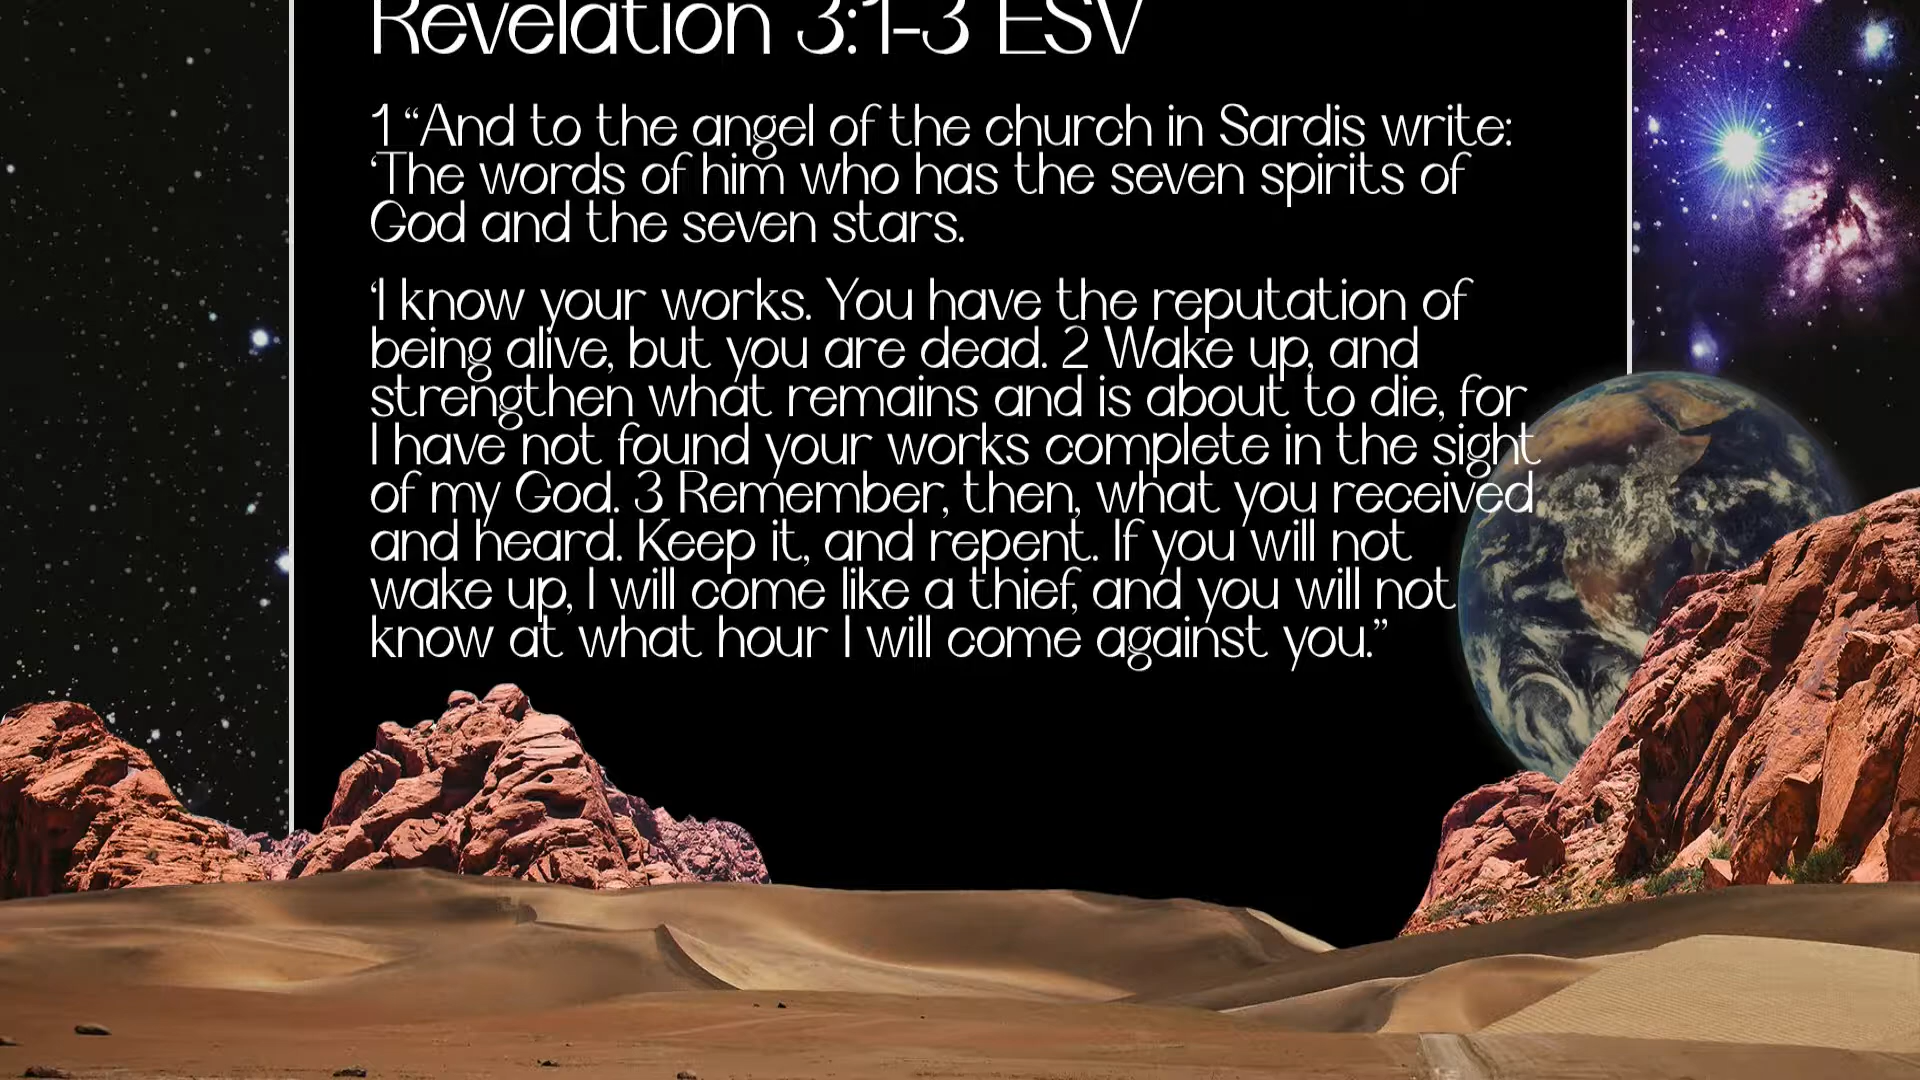 Revelation 3:1-3 ESV
1 “And to the angel of the church in Sardis write:
‘The words of him who has the seven spirits of
God and the seven stars.
‘I know your works. You have the reputation of
being alive, but you are dead. 2 Wake up, and
strengthen what remains and is about to die, for
I have not found your works complete in the sight
of my God. 3 Remember, then, what you received
and heard. Keep it, and repent. If you will not
wake up, I will come like a thief, and you will not
know at what hour I will come against you.”